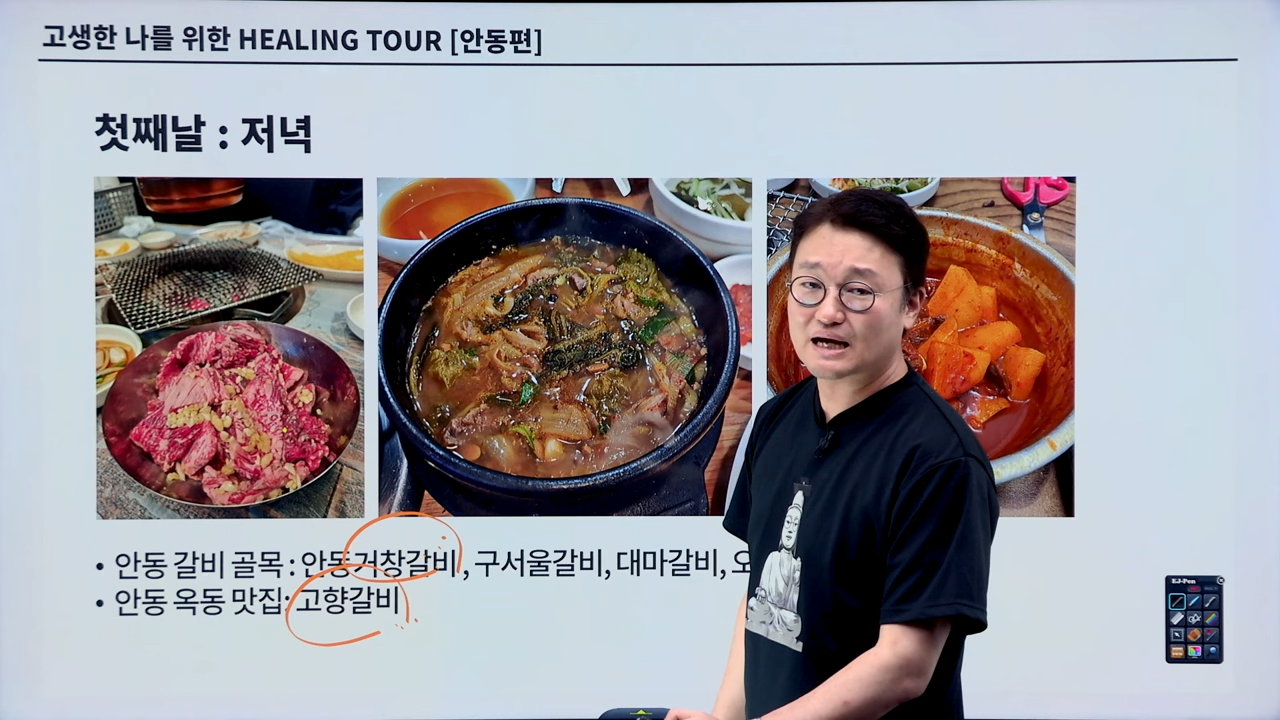 고생한 나를 위한 HEALING TOUR [안동편]
첫째날 : 저녁
• 안동 갈비 골목 : 안동거창갈비, 구서울갈비, 대마갈비,
• 안동 옥동 맛집: 고향갈비
EJ-Pen